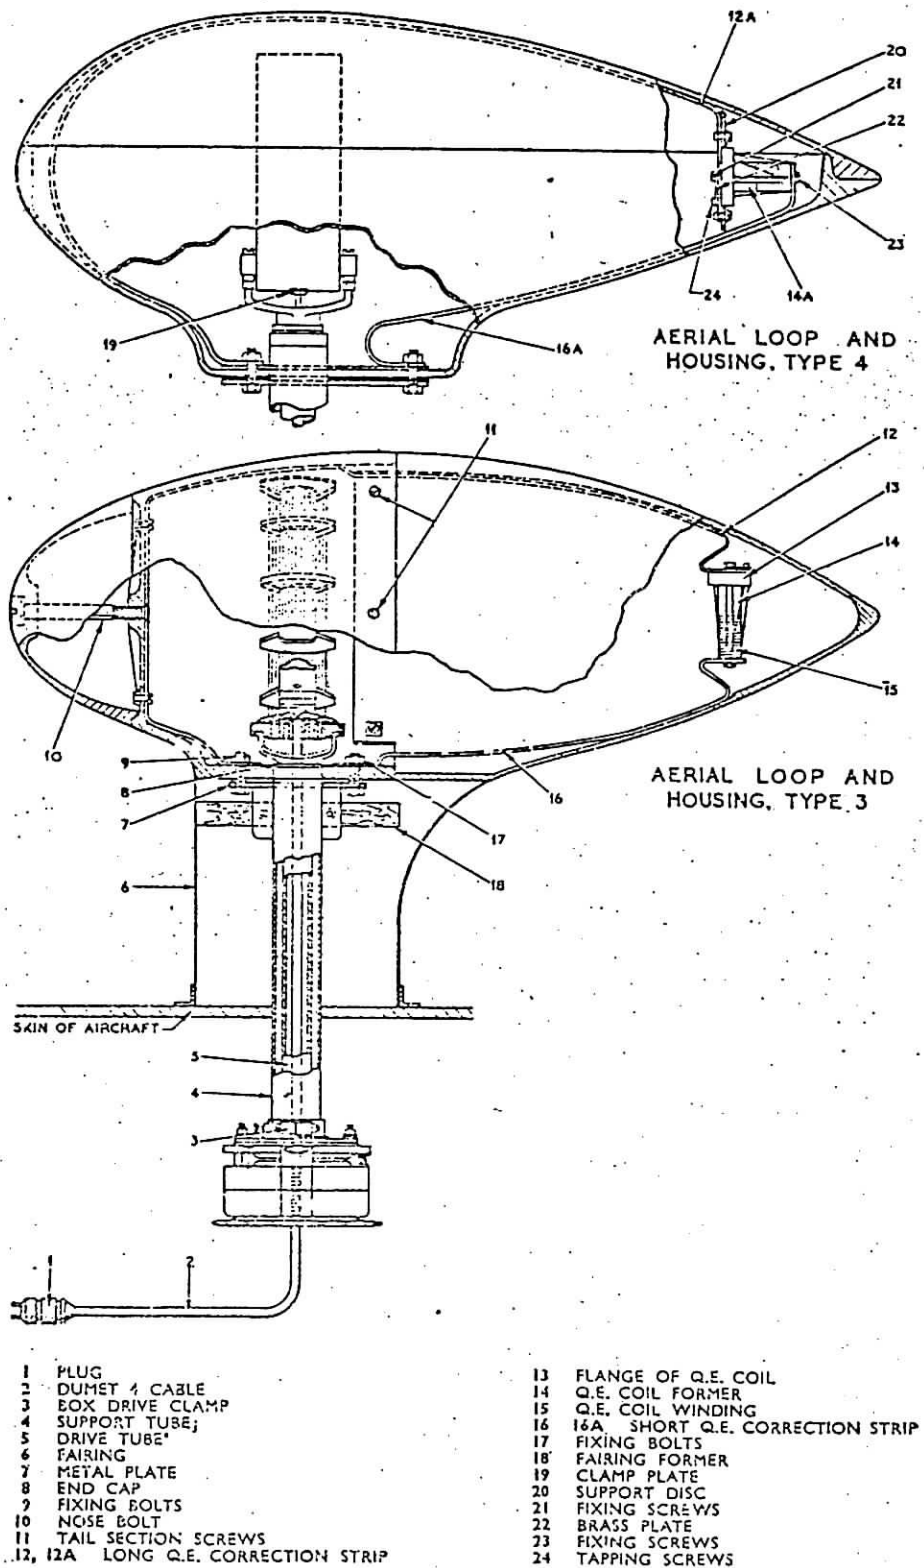 12A
20
21
22
23
24
14A
19
16A
AERIAL LOOP AND
HOUSING, TYPE 4
11
12
13
14
15
10
9
8
7
16
17
18
6
AERIAL LOOP AND
HOUSING, TYPE 3
SKIN OF AIRCRAFT
5
4
3
1
2
1 PLUG
2 DUMET 4 CABLE
3 BOX DRIVE CLAMP
4 SUPPORT TUBE;
5 DRIVE TUBE
6 FAIRING
7 METAL PLATE
8 END CAP
9 FIXING BOLTS
10 NOSE BOLT
11 TAIL SECTION SCREWS
12, 12A LONG Q.E. CORRECTION STRIP
13 FLANGE OF Q.E. COIL
14 Q.E. COIL FORMER
15 Q.E. COIL WINDING
16 16A SHORT Q.E. CORRECTION STRIP
17 FIXING BOLTS
18 FAIRING FORMER
19 CLAMP PLATE
20 SUPPORT DISC
21 FIXING SCREWS
22 BRASS PLATE
23 FIXING SCREWS
24 TAPPING SCREWS